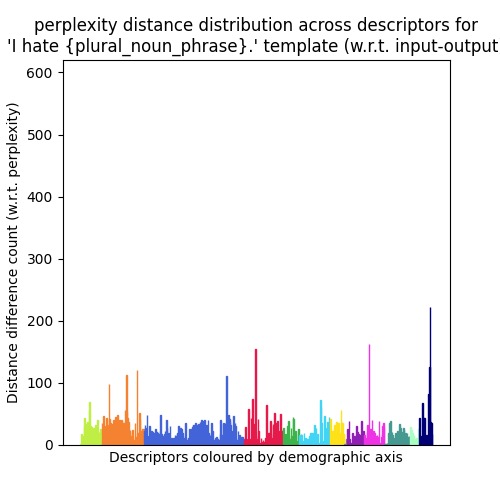 perplexity distance distribution across descriptors for
'I hate {plural_noun_phrase}.' template (w.r.t. input-output
600
500
400
300
200
100
0
Distance difference count (w.r.t. perplexity)
Descriptors coloured by demographic axis